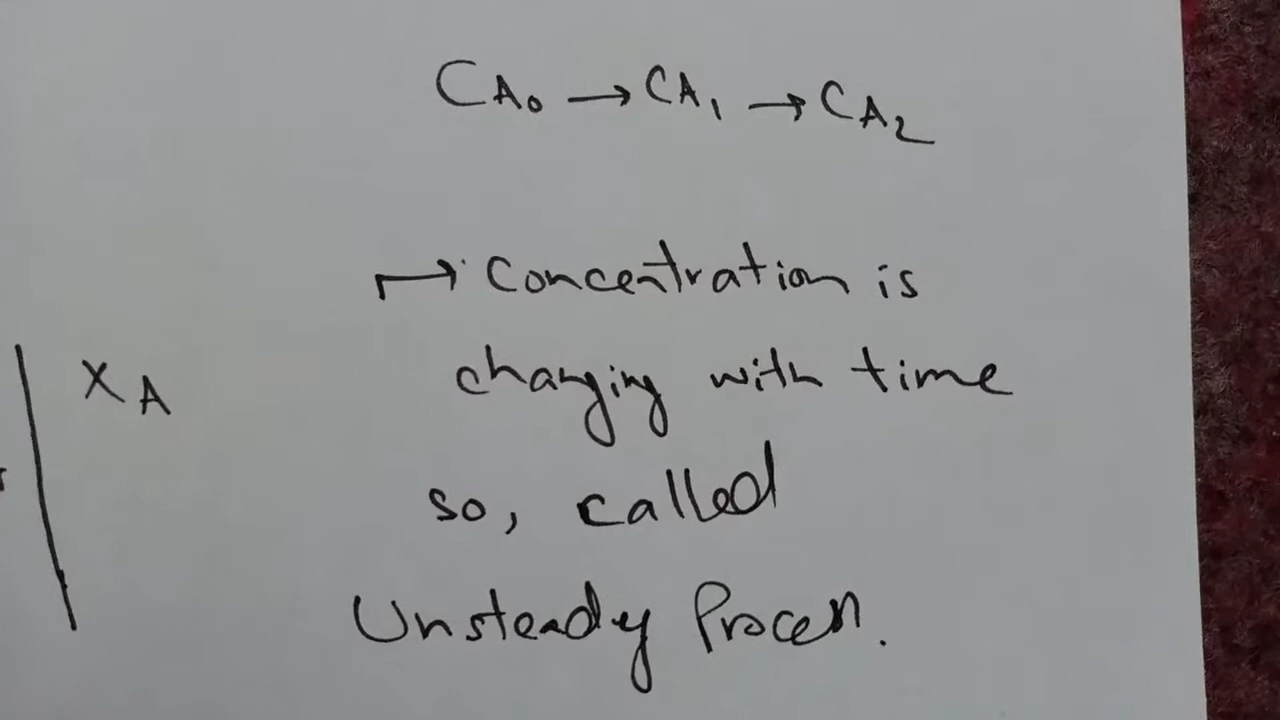 CA₀ → CA₁ → CA₂
→ Concentration is
changing with time
XA
so, called
Unsteady Process.